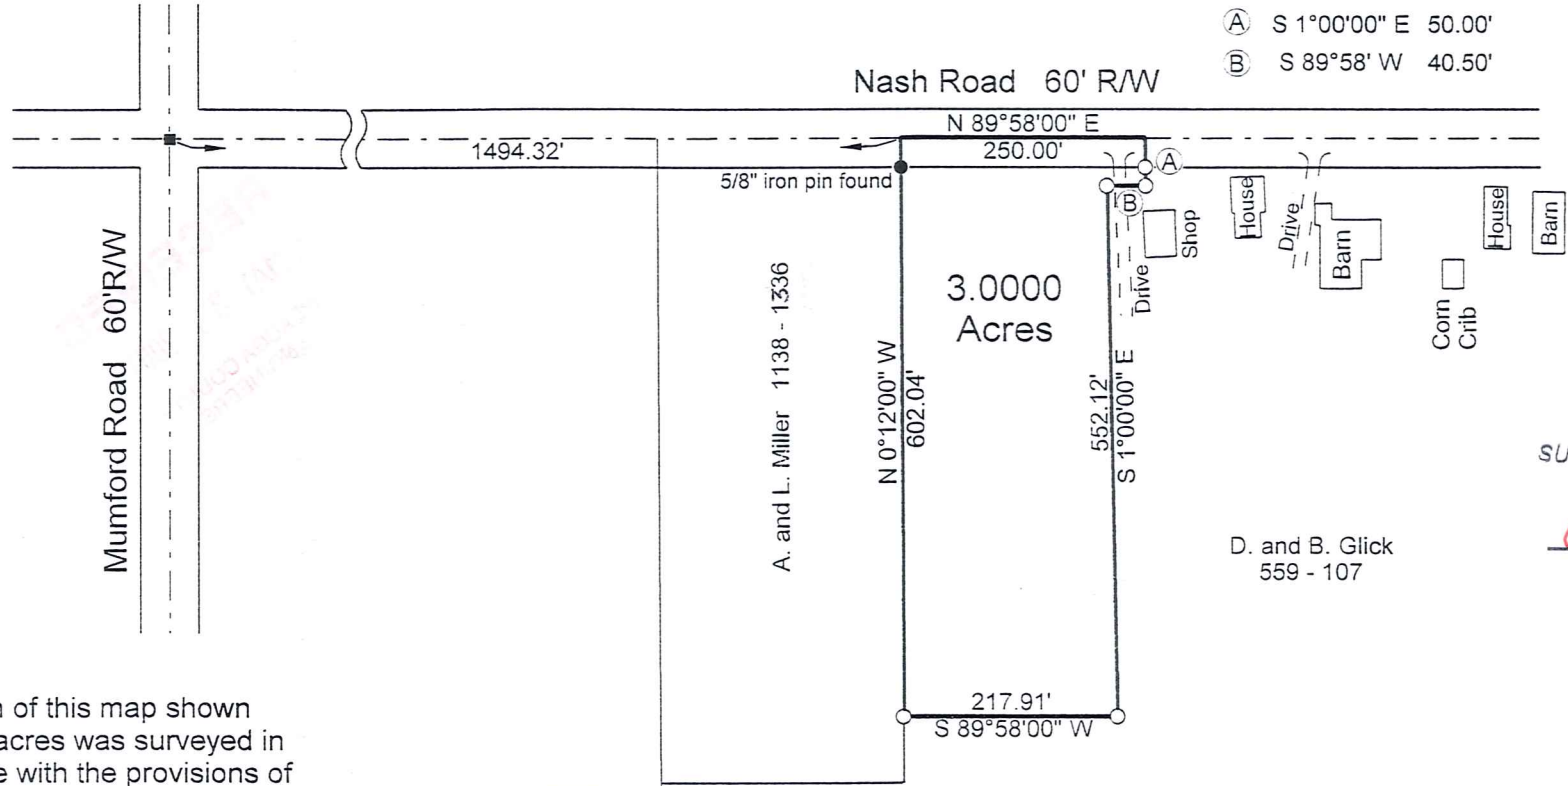 Ⓐ S 1°00'00" E 50.00'
Ⓑ S 89°58' W 40.50'
Nash Road 60' R/W
N 89°58'00" E
1494.32'
250.00'
Ⓐ
5/8" iron pin found
Ⓑ
Mumford Road 60'R/W
A. and L. Miller 1138 - 1336
N 0°12'00" W
602.04'
3.0000
Acres
552.12'
S 1°00'00" E
Drive
Shop
House
Drive
Barn
Corn
Crib
House
Barn
SU
D. and B. Glick
559 - 107
217.91'
S 89°58'00" W
n of this map shown
acres was surveyed in
e with the provisions of